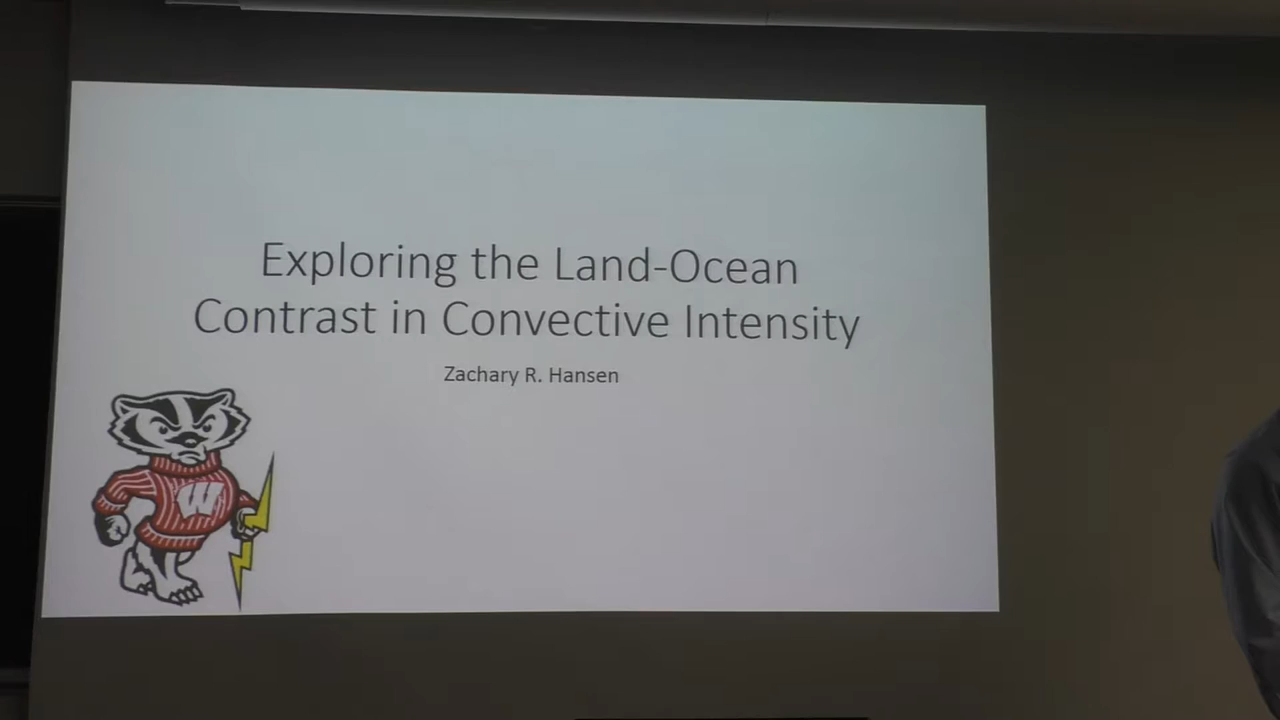 Exploring the Land-Ocean
Contrast in Convective Intensity
Zachary R. Hansen
W